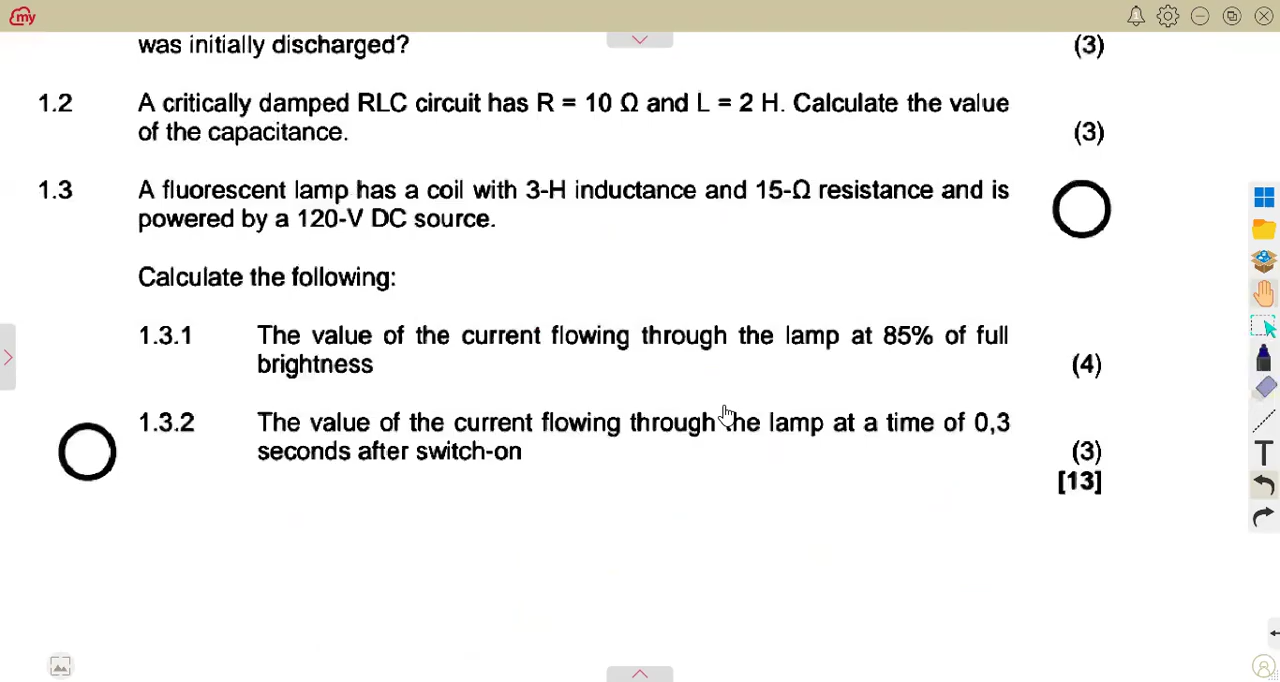 my
was initially discharged? (3)
1.2 A critically damped RLC circuit has R = 10 Ω and L = 2 H. Calculate the value
of the capacitance. (3)
1.3 A fluorescent lamp has a coil with 3-H inductance and 15-Ω resistance and is
powered by a 120-V DC source.
Calculate the following:
1.3.1 The value of the current flowing through the lamp at 85% of full
brightness (4)
1.3.2 The value of the current flowing through the lamp at a time of 0,3
seconds after switch-on (3)
[13]
T